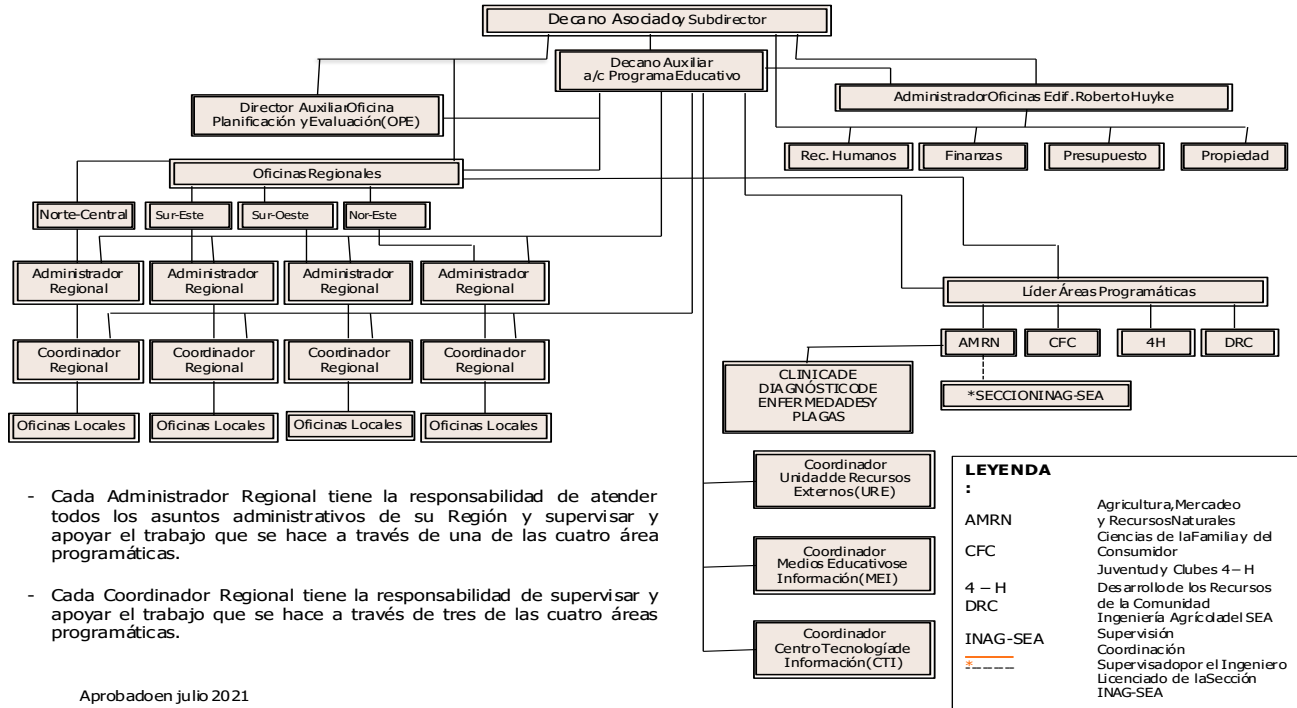 Decano Asociado y Subdirector
Decano Auxiliar
a/c Programa Educativo
Director Auxiliar Oficina
Planificación y Evaluación (OPE)
Administrador Oficinas Edif. Roberto Huyke
Rec. Humanos
Finanzas
Presupuesto
Propiedad
Oficinas Regionales
Norte-Central
Sur-Este
Sur-Oeste
Nor-Este
Administrador
Regional
Administrador
Regional
Administrador
Regional
Administrador
Regional
Líder Áreas Programáticas
Coordinador
Regional
Coordinador
Regional
Coordinador
Regional
Coordinador
Regional
AMRN
CFC
4H
DRC
CLINICA DE
DIAGNÓSTICO DE
ENFERMEDADES Y
PLAGAS
*SECCION INAG-SEA
Oficinas Locales
Oficinas Locales
Oficinas Locales
Oficinas Locales
Coordinador
Unidad de Recursos
Externos (URE)
Coordinador
Medios Educativos e
Información (MEI)
Coordinador
Centro Tecnología de
Información (CTI)
- Cada Administrador Regional tiene la responsabilidad de atender
todos los asuntos administrativos de su Región y supervisar y
apoyar el trabajo que se hace a través de una de las cuatro área
programáticas.
- Cada Coordinador Regional tiene la responsabilidad de supervisar y
apoyar el trabajo que se hace a través de tres de las cuatro áreas
programáticas.
Aprobado en julio 2021
LEYENDA
:
AMRN
CFC
4 – H
DRC
INAG-SEA
*
Agricultura, Mercadeo
y Recursos Naturales
Ciencias de la Familia y del
Consumidor
Juventud y Clubes 4 – H
Desarrollo de los Recursos
de la Comunidad
Ingeniería Agrícola del SEA
Supervisión
Coordinación
Supervisado por el Ingeniero
Licenciado de la Sección
INAG-SEA